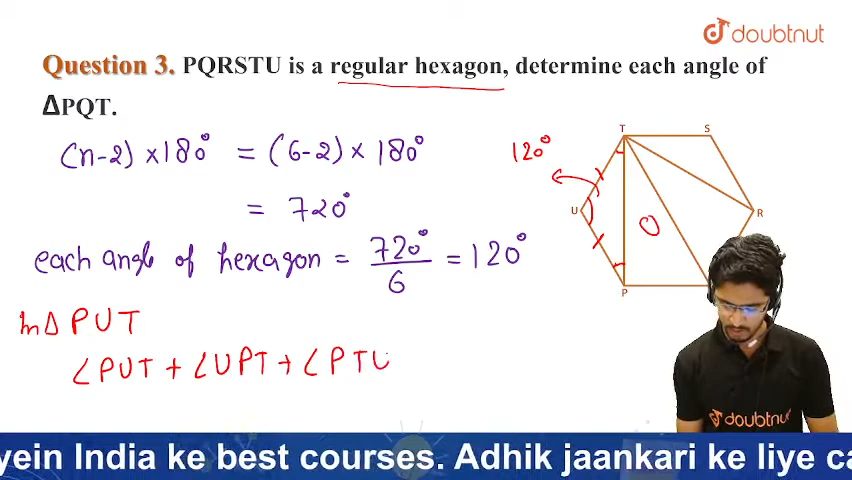 doubtnut
Question 3. PQRSTU is a regular hexagon, determine each angle of
ΔPQT.
(n-2) ×180° = (6-2) × 180°
= 720°
each angle of hexagon = 720°/6 = 120°
In Δ PUT
∠PUT + ∠UPT + ∠PTU
120°
T
S
U
R
P
doubtnut
yein India ke best courses. Adhik jaankari ke liye ca